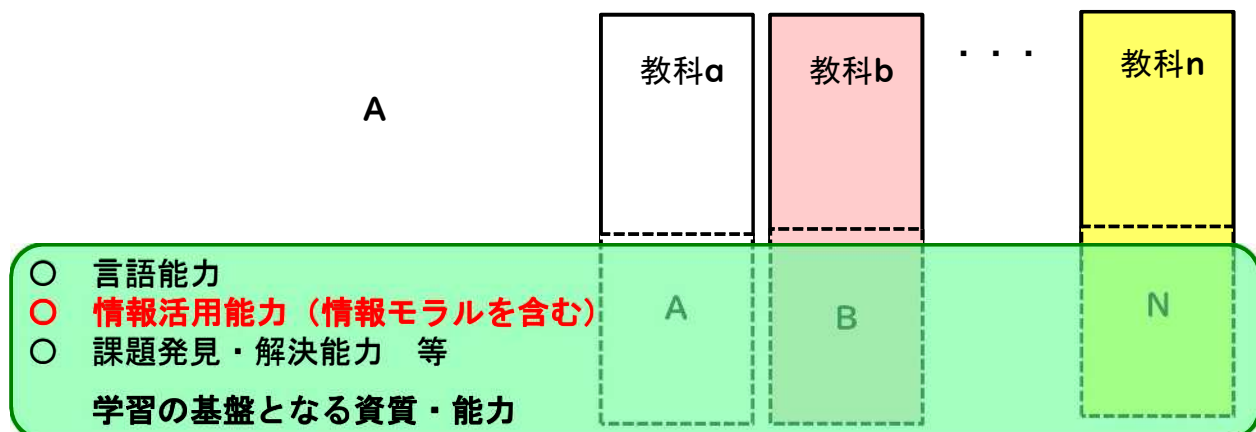 A
教科a
教科b
・・・
教科n
○ 言語能力
○ 情報活用能力（情報モラルを含む）
○ 課題発見・解決能力　等
学習の基盤となる資質・能力
A
B
N